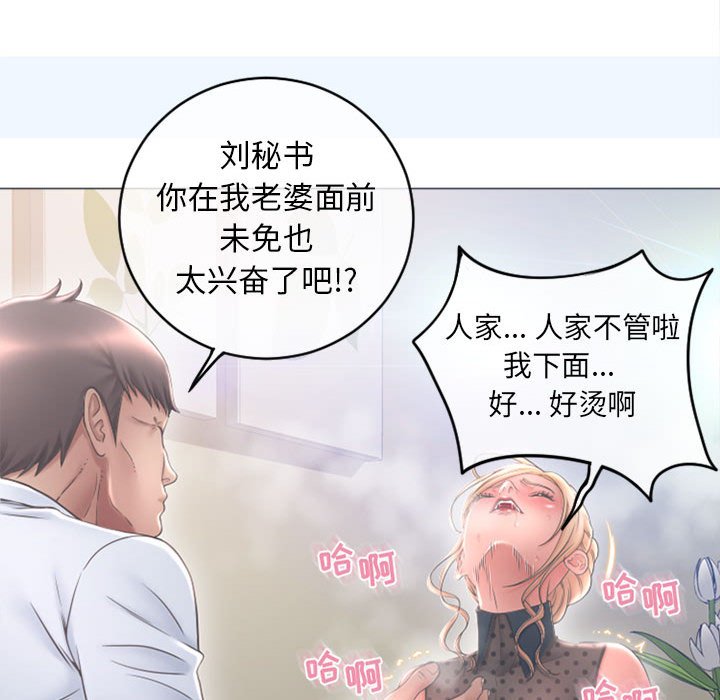 刘秘书
你在我老婆面前
未免也
太兴奋了吧!?
人家... 人家不管啦
我下面...
好... 好烫啊
哈啊
哈啊
哈啊
哈啊